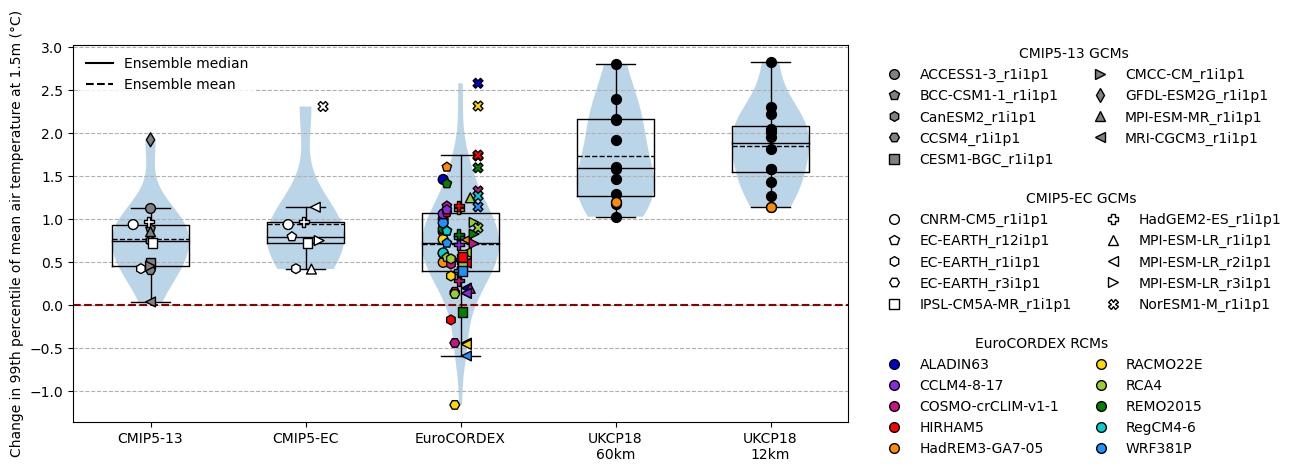 Change in 99th percentile of mean air temperature at 1.5m (°C)
3.0
2.5
2.0
1.5
1.0
0.5
0.0
−0.5
−1.0
Ensemble median
Ensemble mean
CMIP5-13
CMIP5-EC
EuroCORDEX
UKCP18
60km
UKCP18
12km
CMIP5-13 GCMs
ACCESS1-3_r1i1p1
BCC-CSM1-1_r1i1p1
CanESM2_r1i1p1
CCSM4_r1i1p1
CESM1-BGC_r1i1p1
CMCC-CM_r1i1p1
GFDL-ESM2G_r1i1p1
MPI-ESM-MR_r1i1p1
MRI-CGCM3_r1i1p1
CMIP5-EC GCMs
CNRM-CM5_r1i1p1
EC-EARTH_r12i1p1
EC-EARTH_r1i1p1
EC-EARTH_r3i1p1
IPSL-CM5A-MR_r1i1p1
HadGEM2-ES_r1i1p1
MPI-ESM-LR_r1i1p1
MPI-ESM-LR_r2i1p1
MPI-ESM-LR_r3i1p1
NorESM1-M_r1i1p1
EuroCORDEX RCMs
ALADIN63
CCLM4-8-17
COSMO-crCLIM-v1-1
HIRHAM5
HadREM3-GA7-05
RACMO22E
RCA4
REMO2015
RegCM4-6
WRF381P